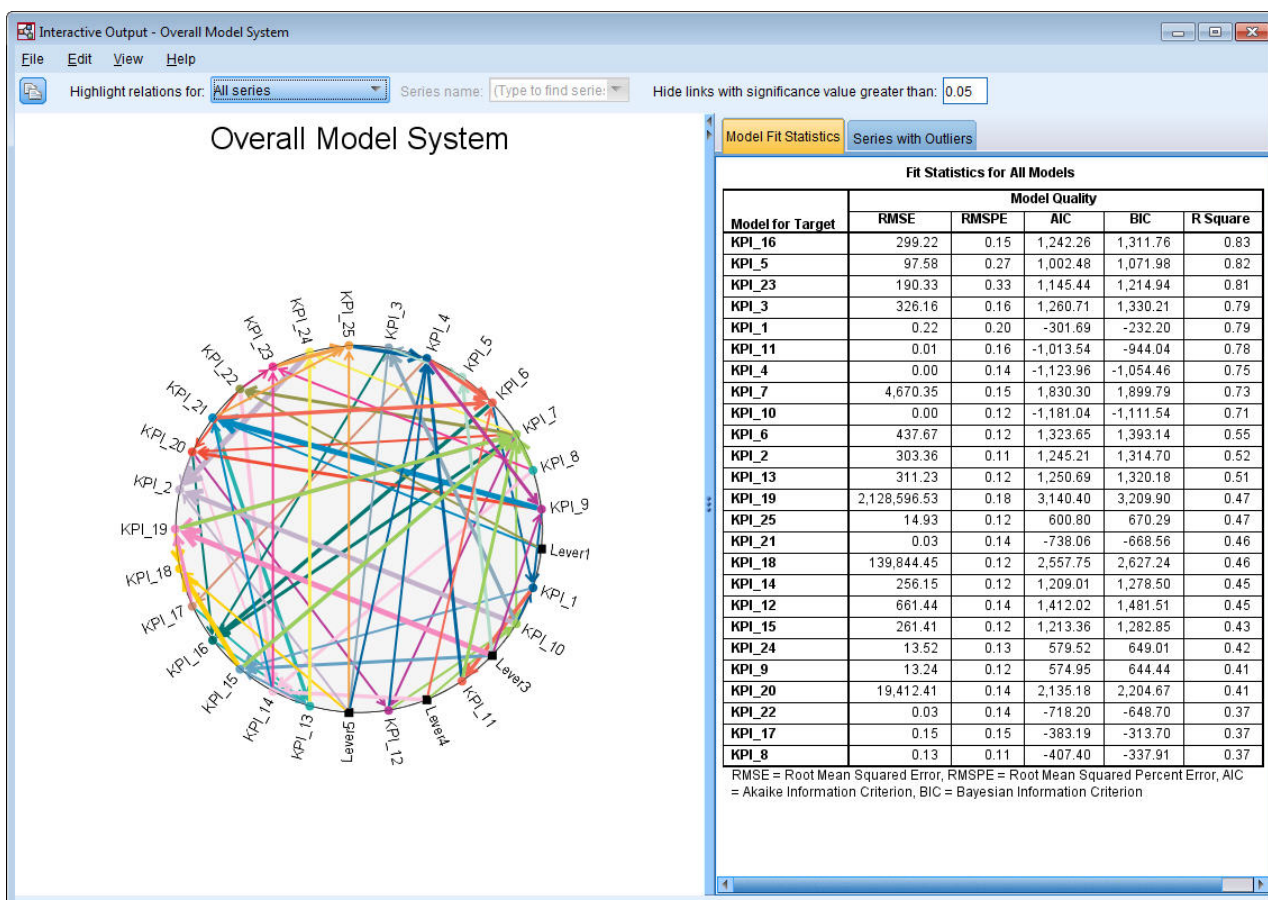 Interactive Output - Overall Model System
File Edit View Help
Highlight relations for: All series Series name: (Type to find serie: Hide links with significance value greater than: 0.05
Overall Model System
KPI_25
KPI_3
KPI_4
KPI_5
KPI_6
KPI_7
KPI_8
KPI_9
Lever1
KPI_1
KPI_10
Lever3
KPI_11
Lever4
KPI_12
Lever5
KPI_13
KPI_14
KPI_15
KPI_16
KPI_17
KPI_18
KPI_19
KPI_2
KPI_20
KPI_21
KPI_22
KPI_23
KPI_24
Model Fit Statistics Series with Outliers
Fit Statistics for All Models
Model Quality
Model for Target RMSE RMSPE AIC BIC R Square
KPI_16 299.22 0.15 1,242.26 1,311.76 0.83
KPI_5 97.58 0.27 1,002.48 1,071.98 0.82
KPI_23 190.33 0.33 1,145.44 1,214.94 0.81
KPI_3 326.16 0.16 1,260.71 1,330.21 0.79
KPI_1 0.22 0.20 -301.69 -232.20 0.79
KPI_11 0.01 0.16 -1,013.54 -944.04 0.78
KPI_4 0.00 0.14 -1,123.96 -1,054.46 0.75
KPI_7 4,670.35 0.15 1,830.30 1,899.79 0.73
KPI_10 0.00 0.12 -1,181.04 -1,111.54 0.71
KPI_6 437.67 0.12 1,323.65 1,393.14 0.55
KPI_2 303.36 0.11 1,245.21 1,314.70 0.52
KPI_13 311.23 0.12 1,250.69 1,320.18 0.51
KPI_19 2,128,596.53 0.18 3,140.40 3,209.90 0.47
KPI_25 14.93 0.12 600.80 670.29 0.47
KPI_21 0.03 0.14 -738.06 -668.56 0.46
KPI_18 139,844.45 0.12 2,557.75 2,627.24 0.46
KPI_14 256.15 0.12 1,209.01 1,278.50 0.45
KPI_12 661.44 0.14 1,412.02 1,481.51 0.45
KPI_15 261.41 0.12 1,213.36 1,282.85 0.43
KPI_24 13.52 0.13 579.52 649.01 0.42
KPI_9 13.24 0.12 574.95 644.44 0.41
KPI_20 19,412.41 0.14 2,135.18 2,204.67 0.41
KPI_22 0.03 0.14 -718.20 -648.70 0.37
KPI_17 0.15 0.15 -383.19 -313.70 0.37
KPI_8 0.13 0.11 -407.40 -337.91 0.37
RMSE = Root Mean Squared Error, RMSPE = Root Mean Squared Percent Error, AIC
= Akaike Information Criterion, BIC = Bayesian Information Criterion